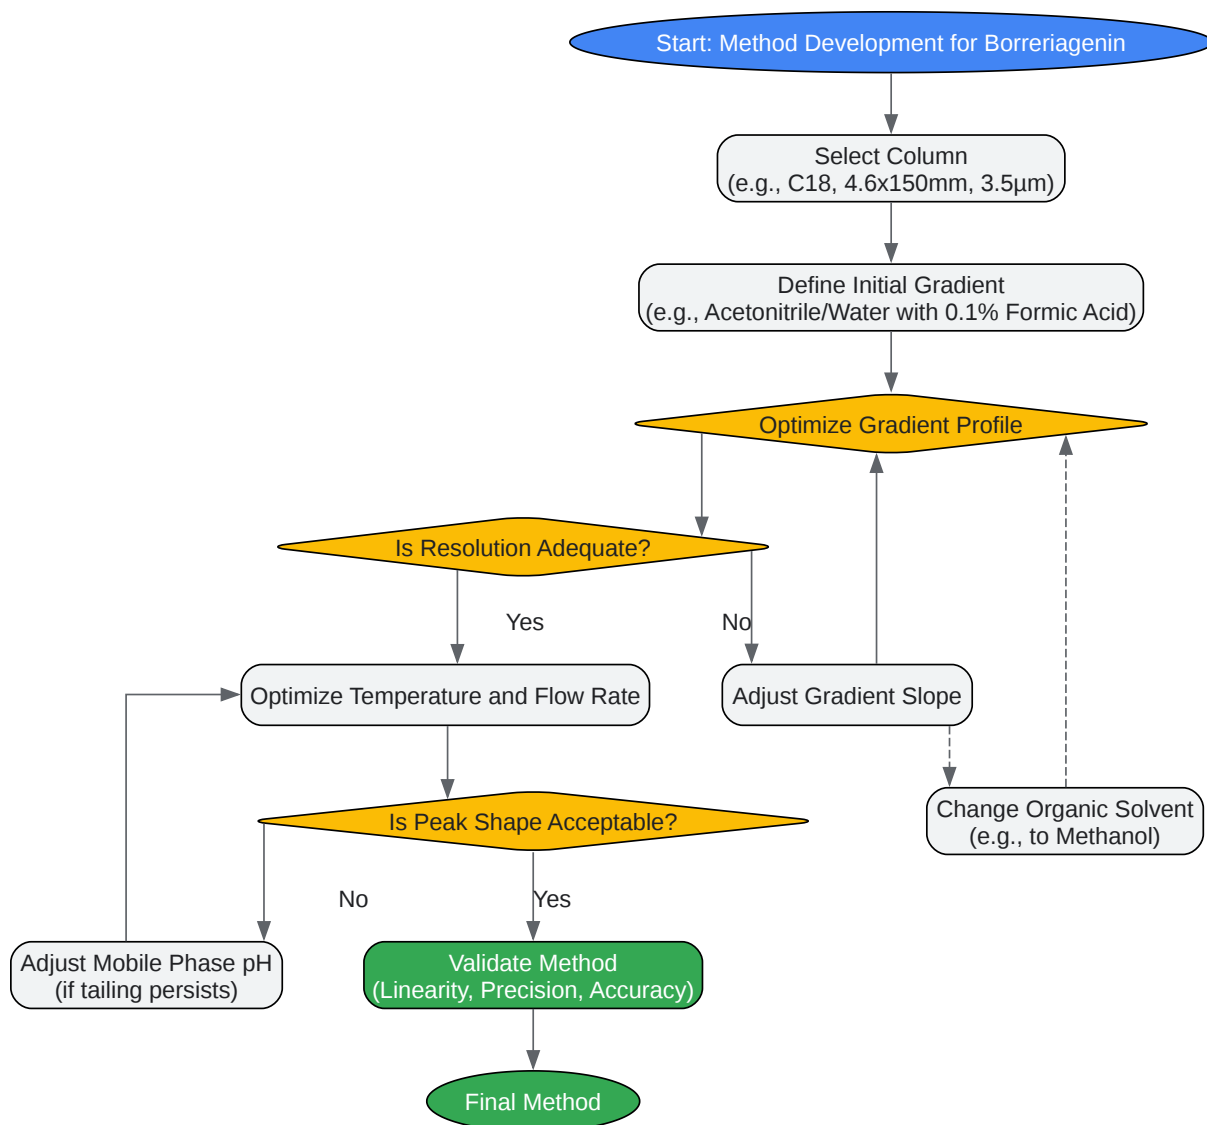 Start: Method Development for Borreriagenin
Select Column
(e.g., C18, 4.6x150mm, 3.5µm)
Define Initial Gradient
(e.g., Acetonitrile/Water with 0.1% Formic Acid)
Optimize Gradient Profile
Is Resolution Adequate?
Yes
No
Optimize Temperature and Flow Rate
Adjust Gradient Slope
Change Organic Solvent
(e.g., to Methanol)
Is Peak Shape Acceptable?
No
Yes
Adjust Mobile Phase pH
(if tailing persists)
Validate Method
(Linearity, Precision, Accuracy)
Final Method